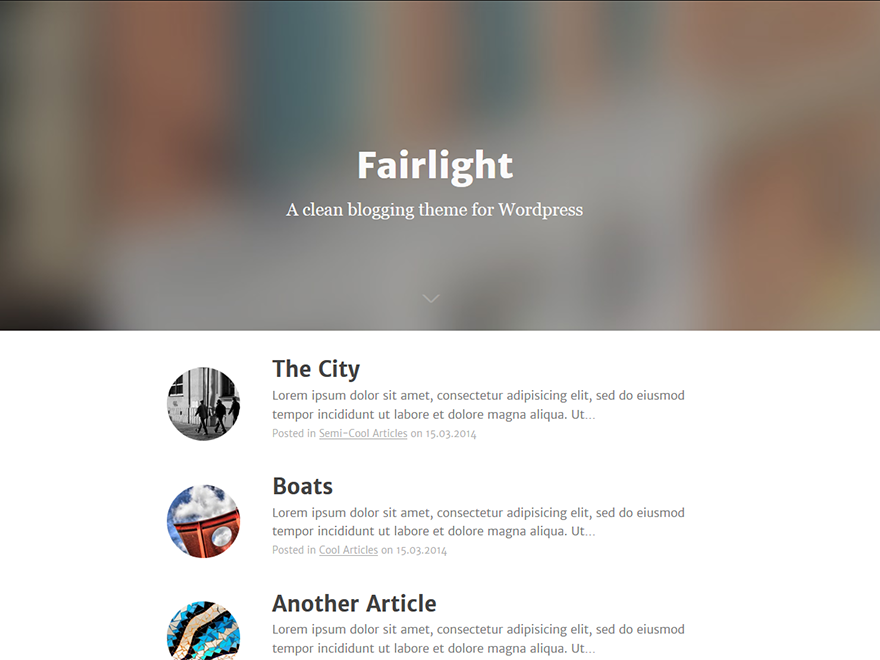 Fairlight
A clean blogging theme for Wordpress
The City
Lorem ipsum dolor sit amet, consectetur adipisicing elit, sed do eiusmod
tempor incididunt ut labore et dolore magna aliqua. Ut...
Posted in Semi-Cool Articles on 15.03.2014
Boats
Lorem ipsum dolor sit amet, consectetur adipisicing elit, sed do eiusmod
tempor incididunt ut labore et dolore magna aliqua. Ut...
Posted in Cool Articles on 15.03.2014
Another Article
Lorem ipsum dolor sit amet, consectetur adipisicing elit, sed do eiusmod
tempor incididunt ut labore et dolore magna aliqua. Ut...